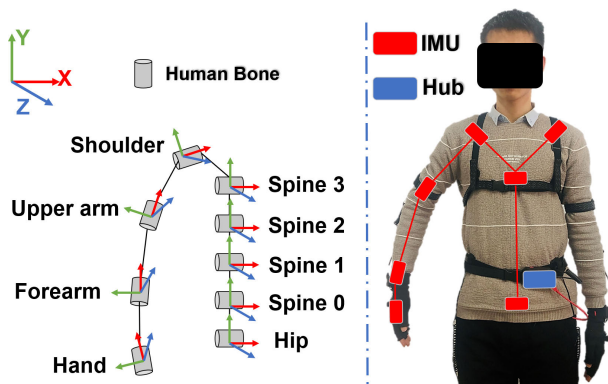 Y
X
Z
Human Bone
Shoulder
Upper arm
Forearm
Hand
Spine 3
Spine 2
Spine 1
Spine 0
Hip
IMU
Hub